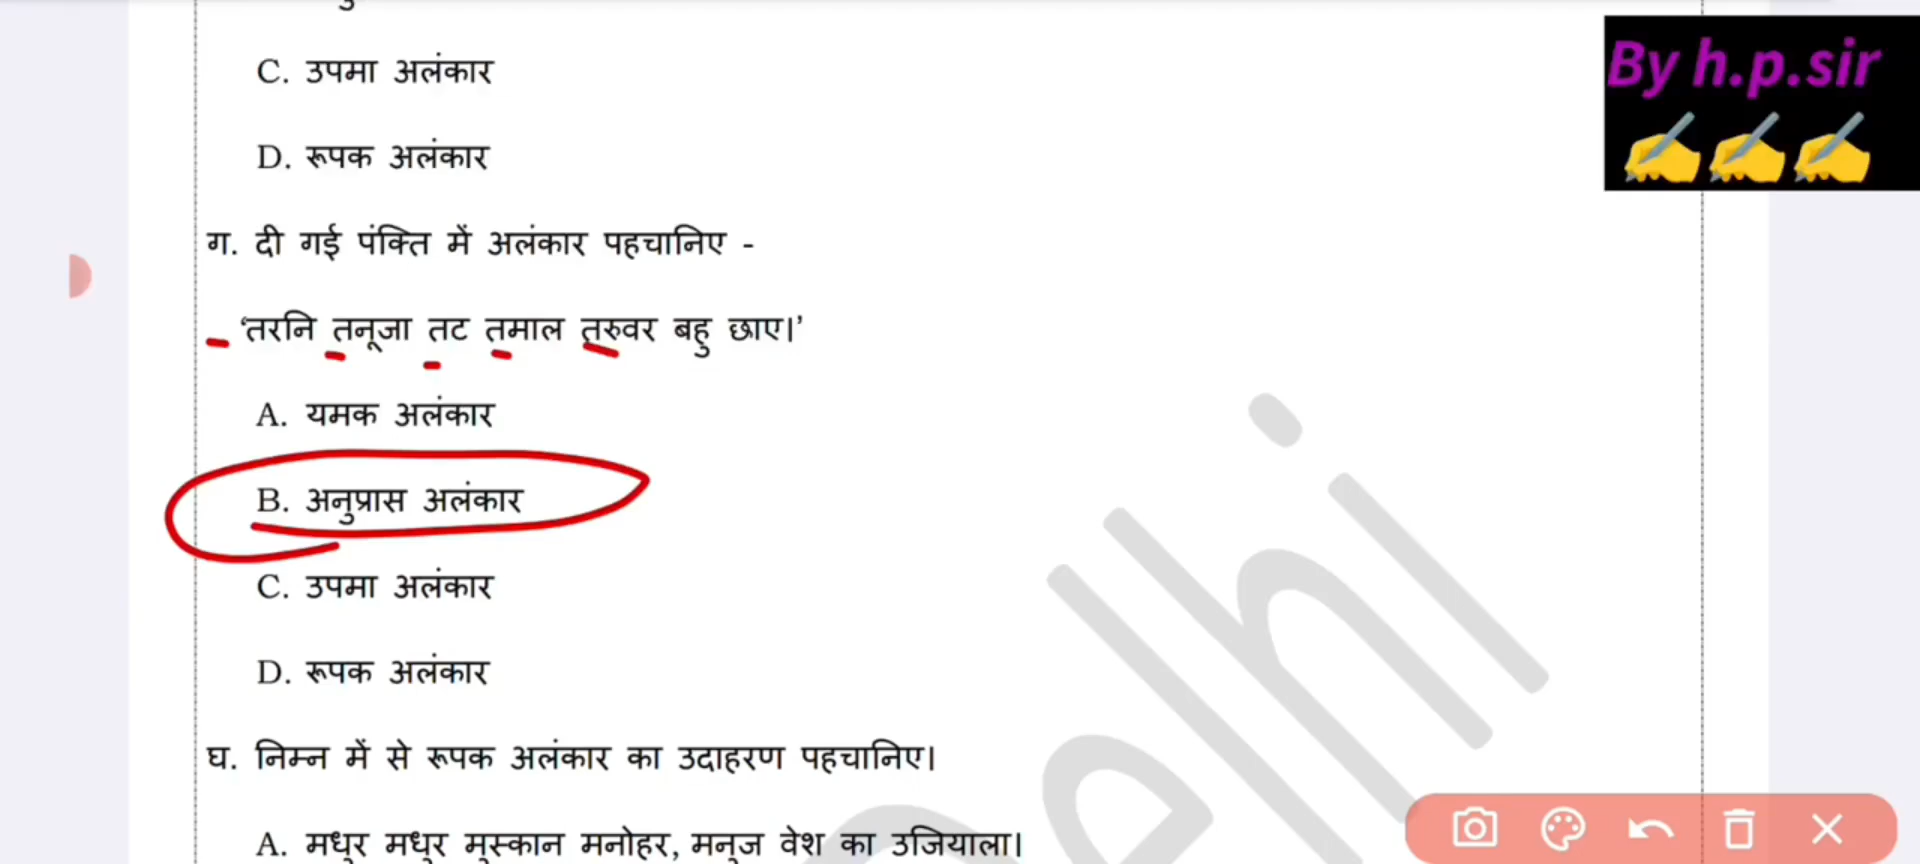 C. उपमा अलंकार
D. रूपक अलंकार
By h.p.sir
ग. दी गई पंक्ति में अलंकार पहचानिए -
‘तरनि तनूजा तट तमाल तरुवर बहु छाए।’
A. यमक अलंकार
B. अनुप्रास अलंकार
C. उपमा अलंकार
D. रूपक अलंकार
घ. निम्न में से रूपक अलंकार का उदाहरण पहचानिए।
A. मधुर मधुर मुस्कान मनोहर, मनुज वेश का उजियाला।
elhi